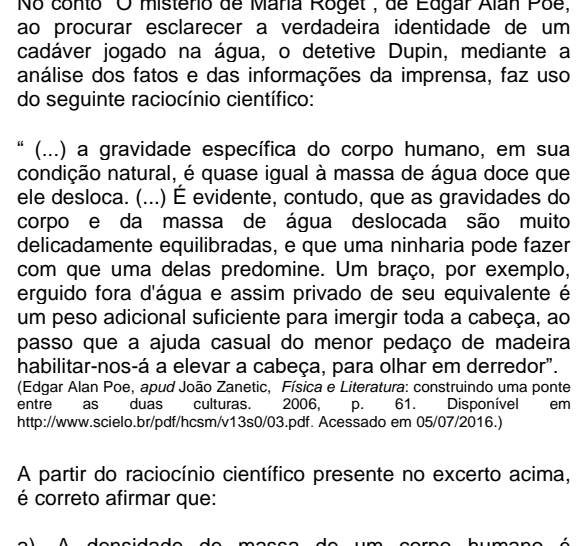 No conto "O mistério de Maria Roget", de Edgar Alan Poe,
ao procurar esclarecer a verdadeira identidade de um
cadáver jogado na água, o detetive Dupin, mediante a
análise dos fatos e das informações da imprensa, faz uso
do seguinte raciocínio científico:
" (...) a gravidade específica do corpo humano, em sua
condição natural, é quase igual à massa de água doce que
ele desloca. (...) É evidente, contudo, que as gravidades do
corpo e da massa de água deslocada são muito
delicadamente equilibradas, e que uma ninharia pode fazer
com que uma delas predomine. Um braço, por exemplo,
erguido fora d'água e assim privado de seu equivalente é
um peso adicional suficiente para imergir toda a cabeça, ao
passo que a ajuda casual do menor pedaço de madeira
habilitar-nos-á a elevar a cabeça, para olhar em derredor”.
(Edgar Alan Poe, apud João Zanetic, Física e Literatura: construindo uma ponte
entre as duas culturas. 2006, p. 61. Disponível em
http://www.scielo.br/pdf/hcsm/v13s0/03.pdf. Acessado em 05/07/2016.)
A partir do raciocínio científico presente no excerto acima,
é correto afirmar que:
a) A densidade de massa de um corpo humano é